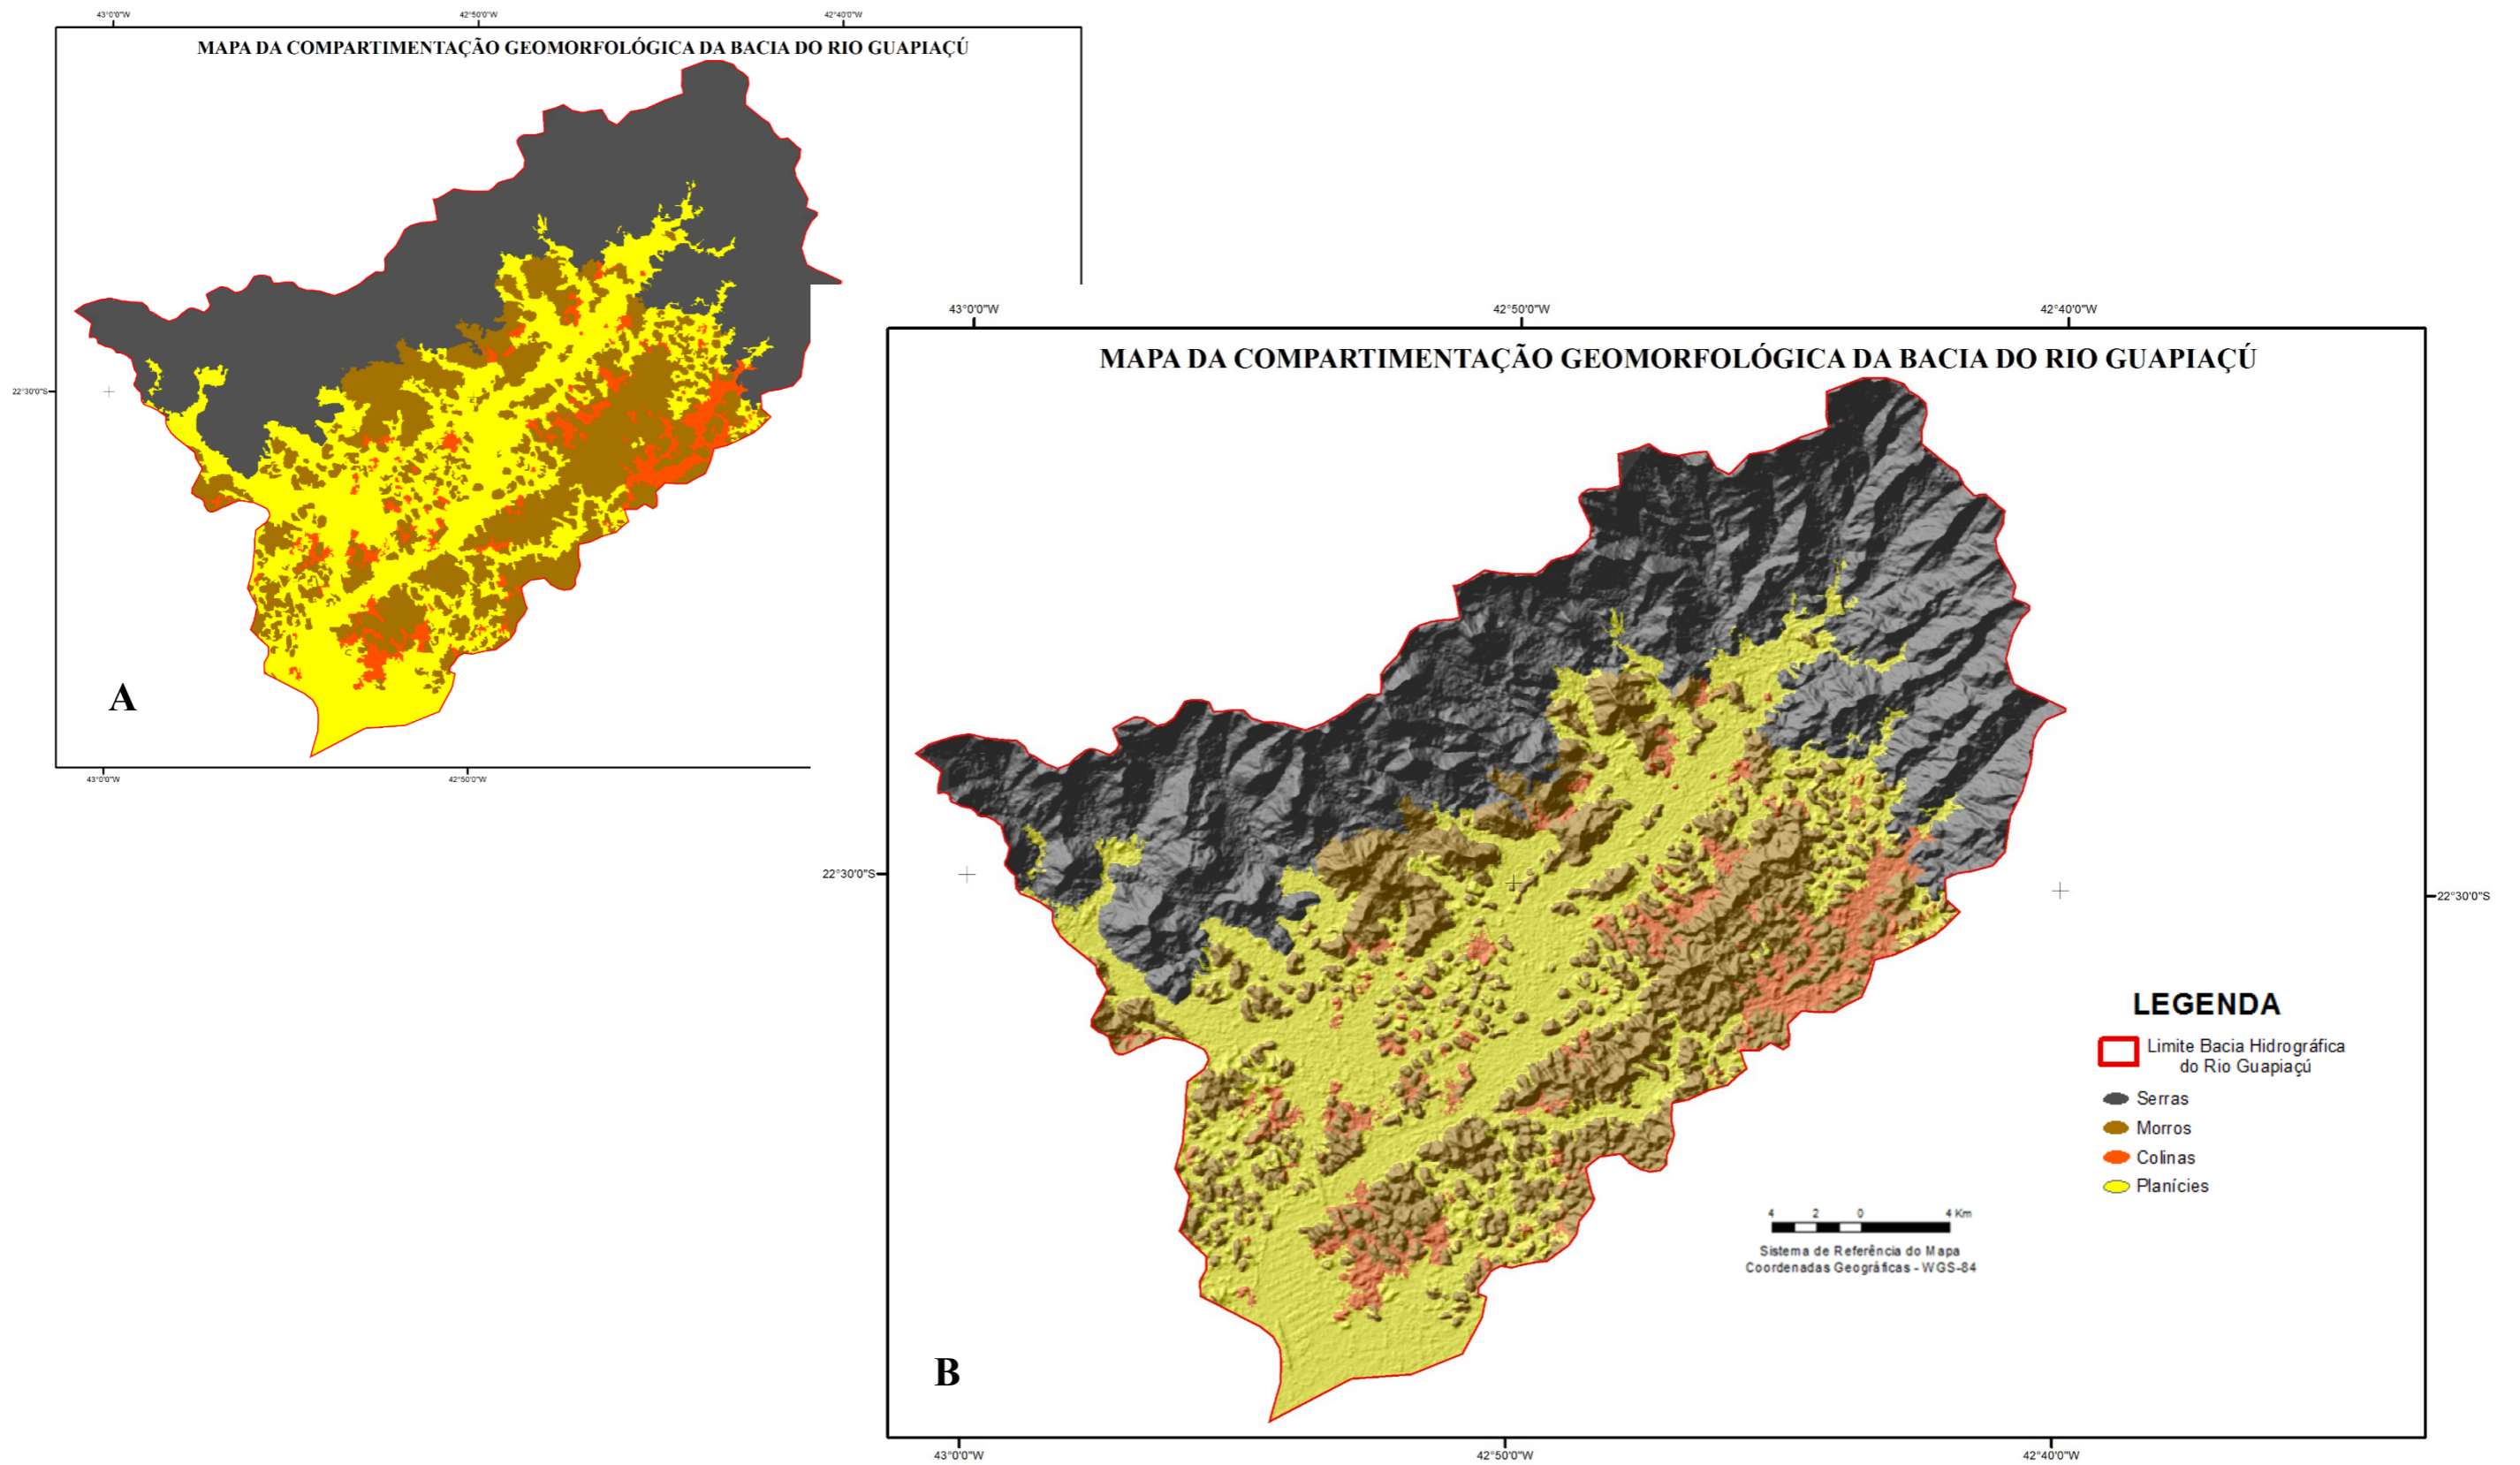 43°0'0"W 42°50'0"W 42°40'0"W
MAPA DA COMPARTIMENTAÇÃO GEOMORFOLÓGICA DA BACIA DO RIO GUAPIAÇÚ
22°30'0"S
A
43°0'0"W 42°50'0"W
43°0'0"W 42°50'0"W 42°40'0"W
MAPA DA COMPARTIMENTAÇÃO GEOMORFOLÓGICA DA BACIA DO RIO GUAPIAÇÚ
22°30'0"S 22°30'0"S
LEGENDA
Limite Bacia Hidrográfica
do Rio Guapiaçú
Serras
Morros
Colinas
Planícies
4 2 0 4 Km
Sistema de Referência do Mapa
Coordenadas Geográficas - WGS-84
B
43°0'0"W 42°50'0"W 42°40'0"W